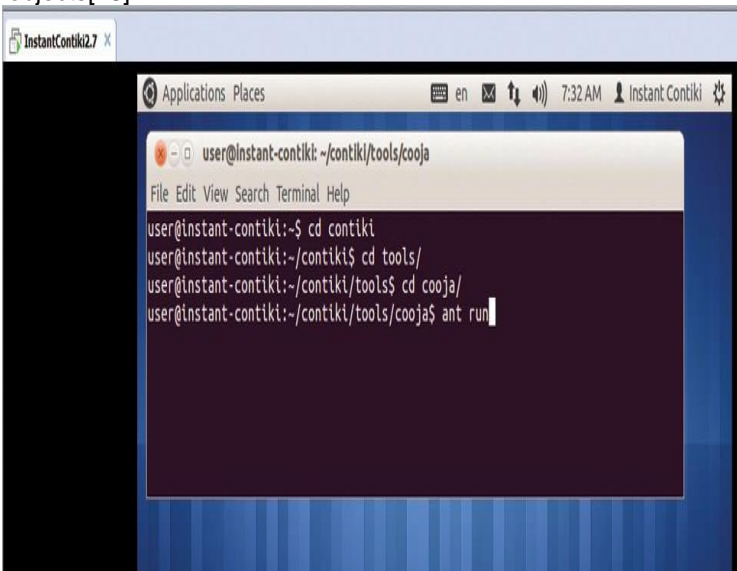 InstantContiki2.7 ×
Applications Places en 7:32 AM Instant Contiki
user@instant-contiki: ~/contiki/tools/cooja
File Edit View Search Terminal Help
user@instant-contiki:~$ cd contiki
user@instant-contiki:~/contiki$ cd tools/
user@instant-contiki:~/contiki/tools$ cd cooja/
user@instant-contiki:~/contiki/tools/cooja$ ant run